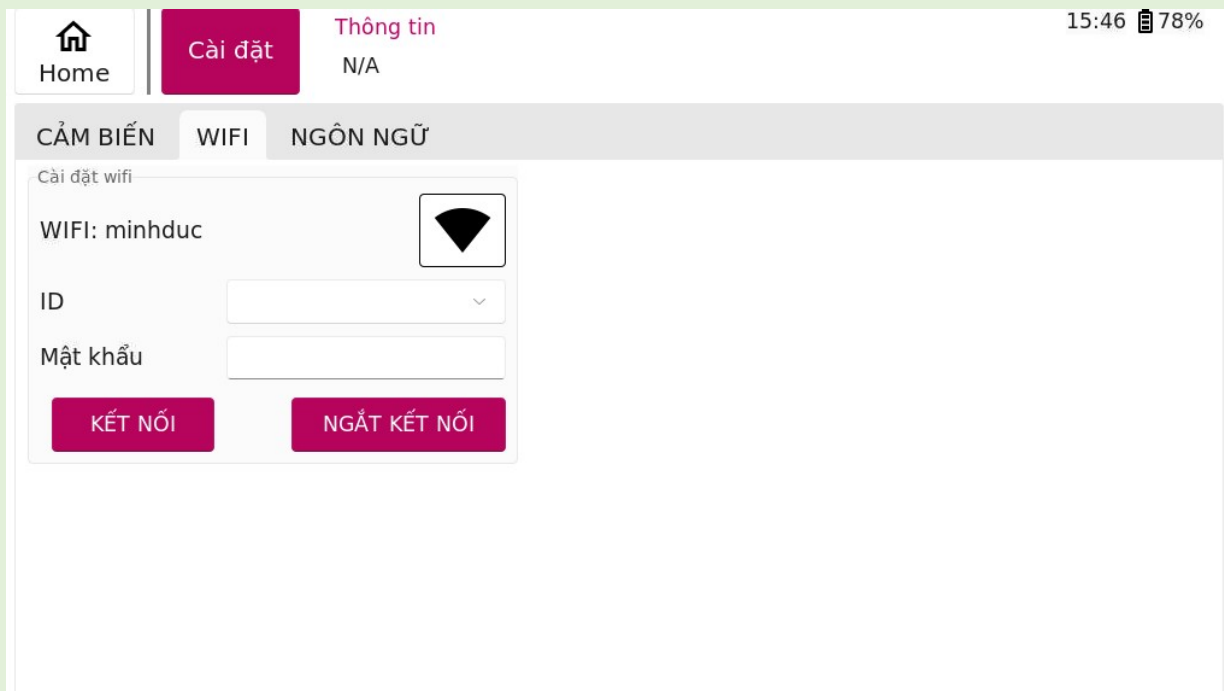 Home
Cài đặt
Thông tin
N/A
15:46 78%
CẢM BIẾN WIFI NGÔN NGỮ
Cài đặt wifi
WIFI: minhduc
ID
Mật khẩu
KẾT NỐI NGẮT KẾT NỐI